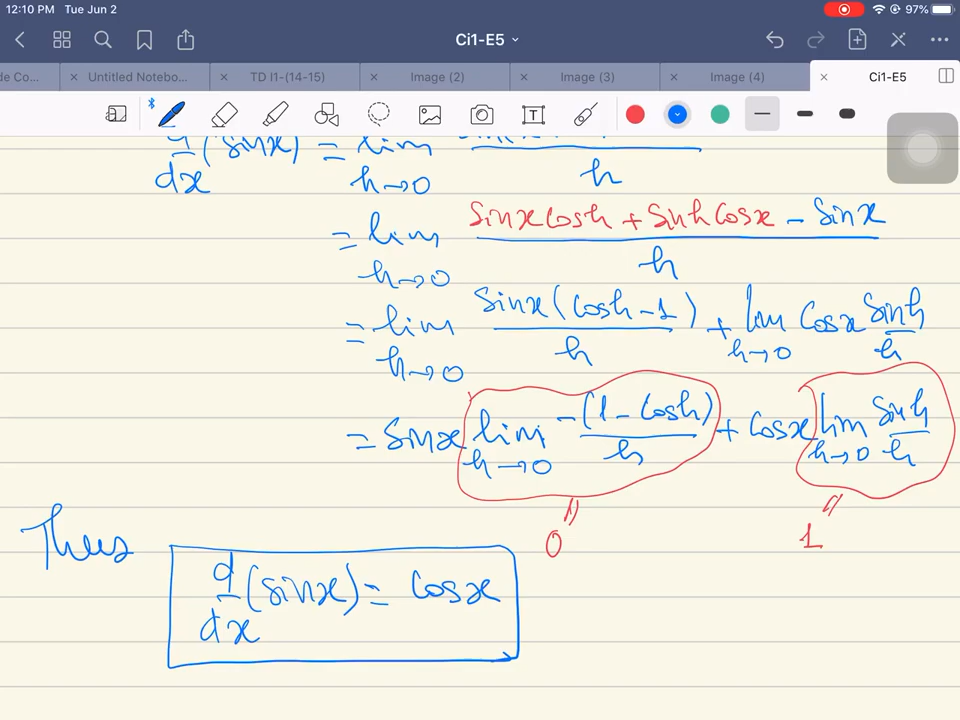 12:10 PM Tue Jun 2 97%
Ci1-E5
de Co... Untitled Notebo... TD I1-(14-15) Image (2) Image (3) Image (4) Ci1-E5
d/dx (sinx) = lim h→0 / h
= lim h→0 (sinx cosh + sinh cosx - sinx) / h
= lim h→0 sinx(cosh-1) / h + lim h→0 cosx sinh/h
= sinx lim h→0 -(1-cosh)/h + cosx lim h→0 sinh/h
0 1
Thus d/dx (sinx) = cosx